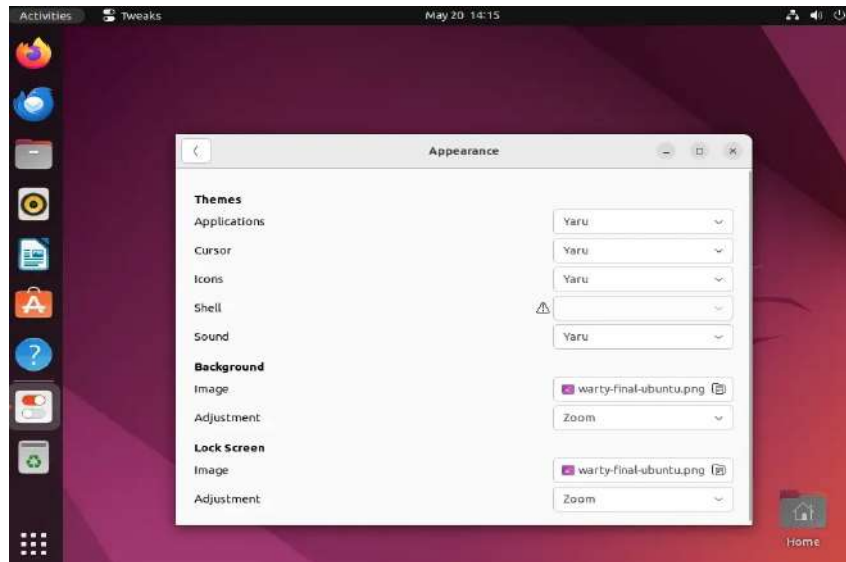 Activities Tweaks May 20 14:15
Appearance
Themes
Applications Yaru
Cursor Yaru
Icons Yaru
Shell
Sound Yaru
Background
Image warty-final-ubuntu.png
Adjustment Zoom
Lock Screen
Image warty-final-ubuntu.png
Adjustment Zoom
Home